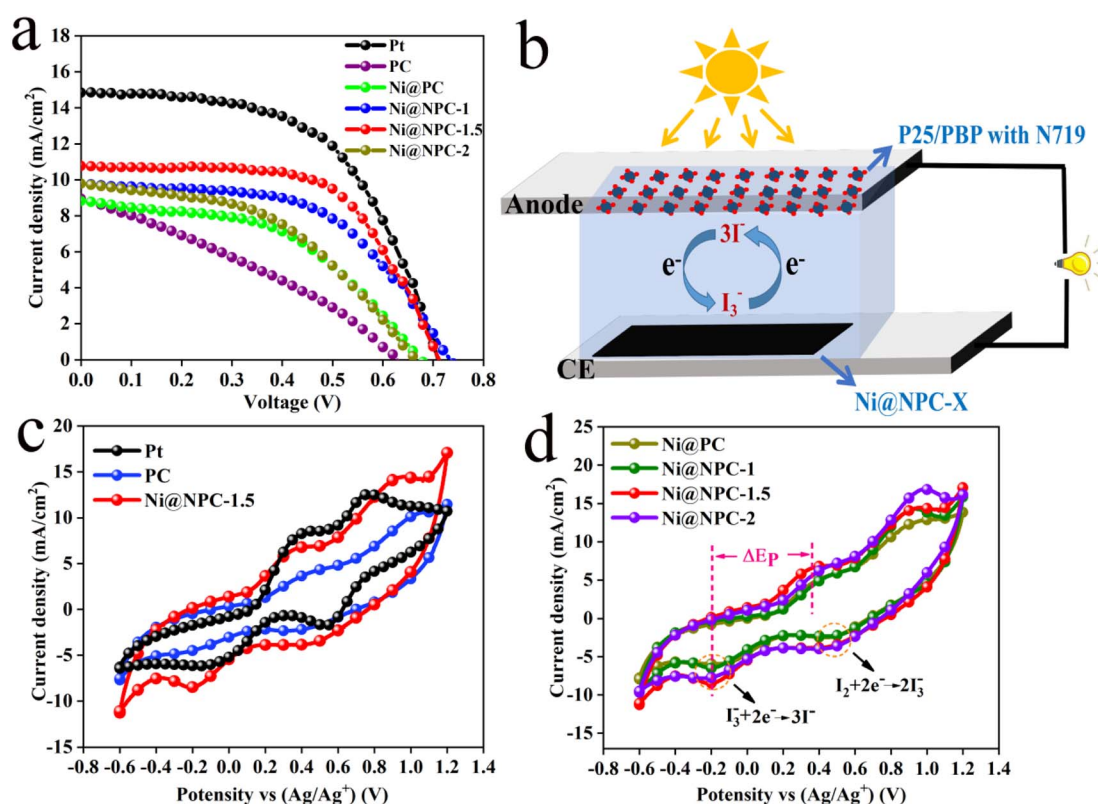 a
Current density (mA/cm²)
18
16
14
12
10
8
6
4
2
0
0.0 0.1 0.2 0.3 0.4 0.5 0.6 0.7 0.8
Voltage (V)
Pt
PC
Ni@PC
Ni@NPC-1
Ni@NPC-1.5
Ni@NPC-2
b
P25/PBP with N719
Anode
3I⁻
e⁻ e⁻
I₃⁻
CE
Ni@NPC-X
c
Current density (mA/cm²)
20
15
10
5
0
-5
-10
-15
-0.8 -0.6 -0.4 -0.2 0.0 0.2 0.4 0.6 0.8 1.0 1.2 1.4
Potensity vs (Ag/Ag⁺) (V)
Pt
PC
Ni@NPC-1.5
d
Current density (mA/cm²)
25
20
15
10
5
0
-5
-10
-15
-0.8 -0.6 -0.4 -0.2 0.0 0.2 0.4 0.6 0.8 1.0 1.2 1.4
Potensity vs (Ag/Ag⁺) (V)
Ni@PC
Ni@NPC-1
Ni@NPC-1.5
Ni@NPC-2
ΔEP
I₂+2e⁻→2I₃⁻
I₃⁻+2e⁻→3I⁻